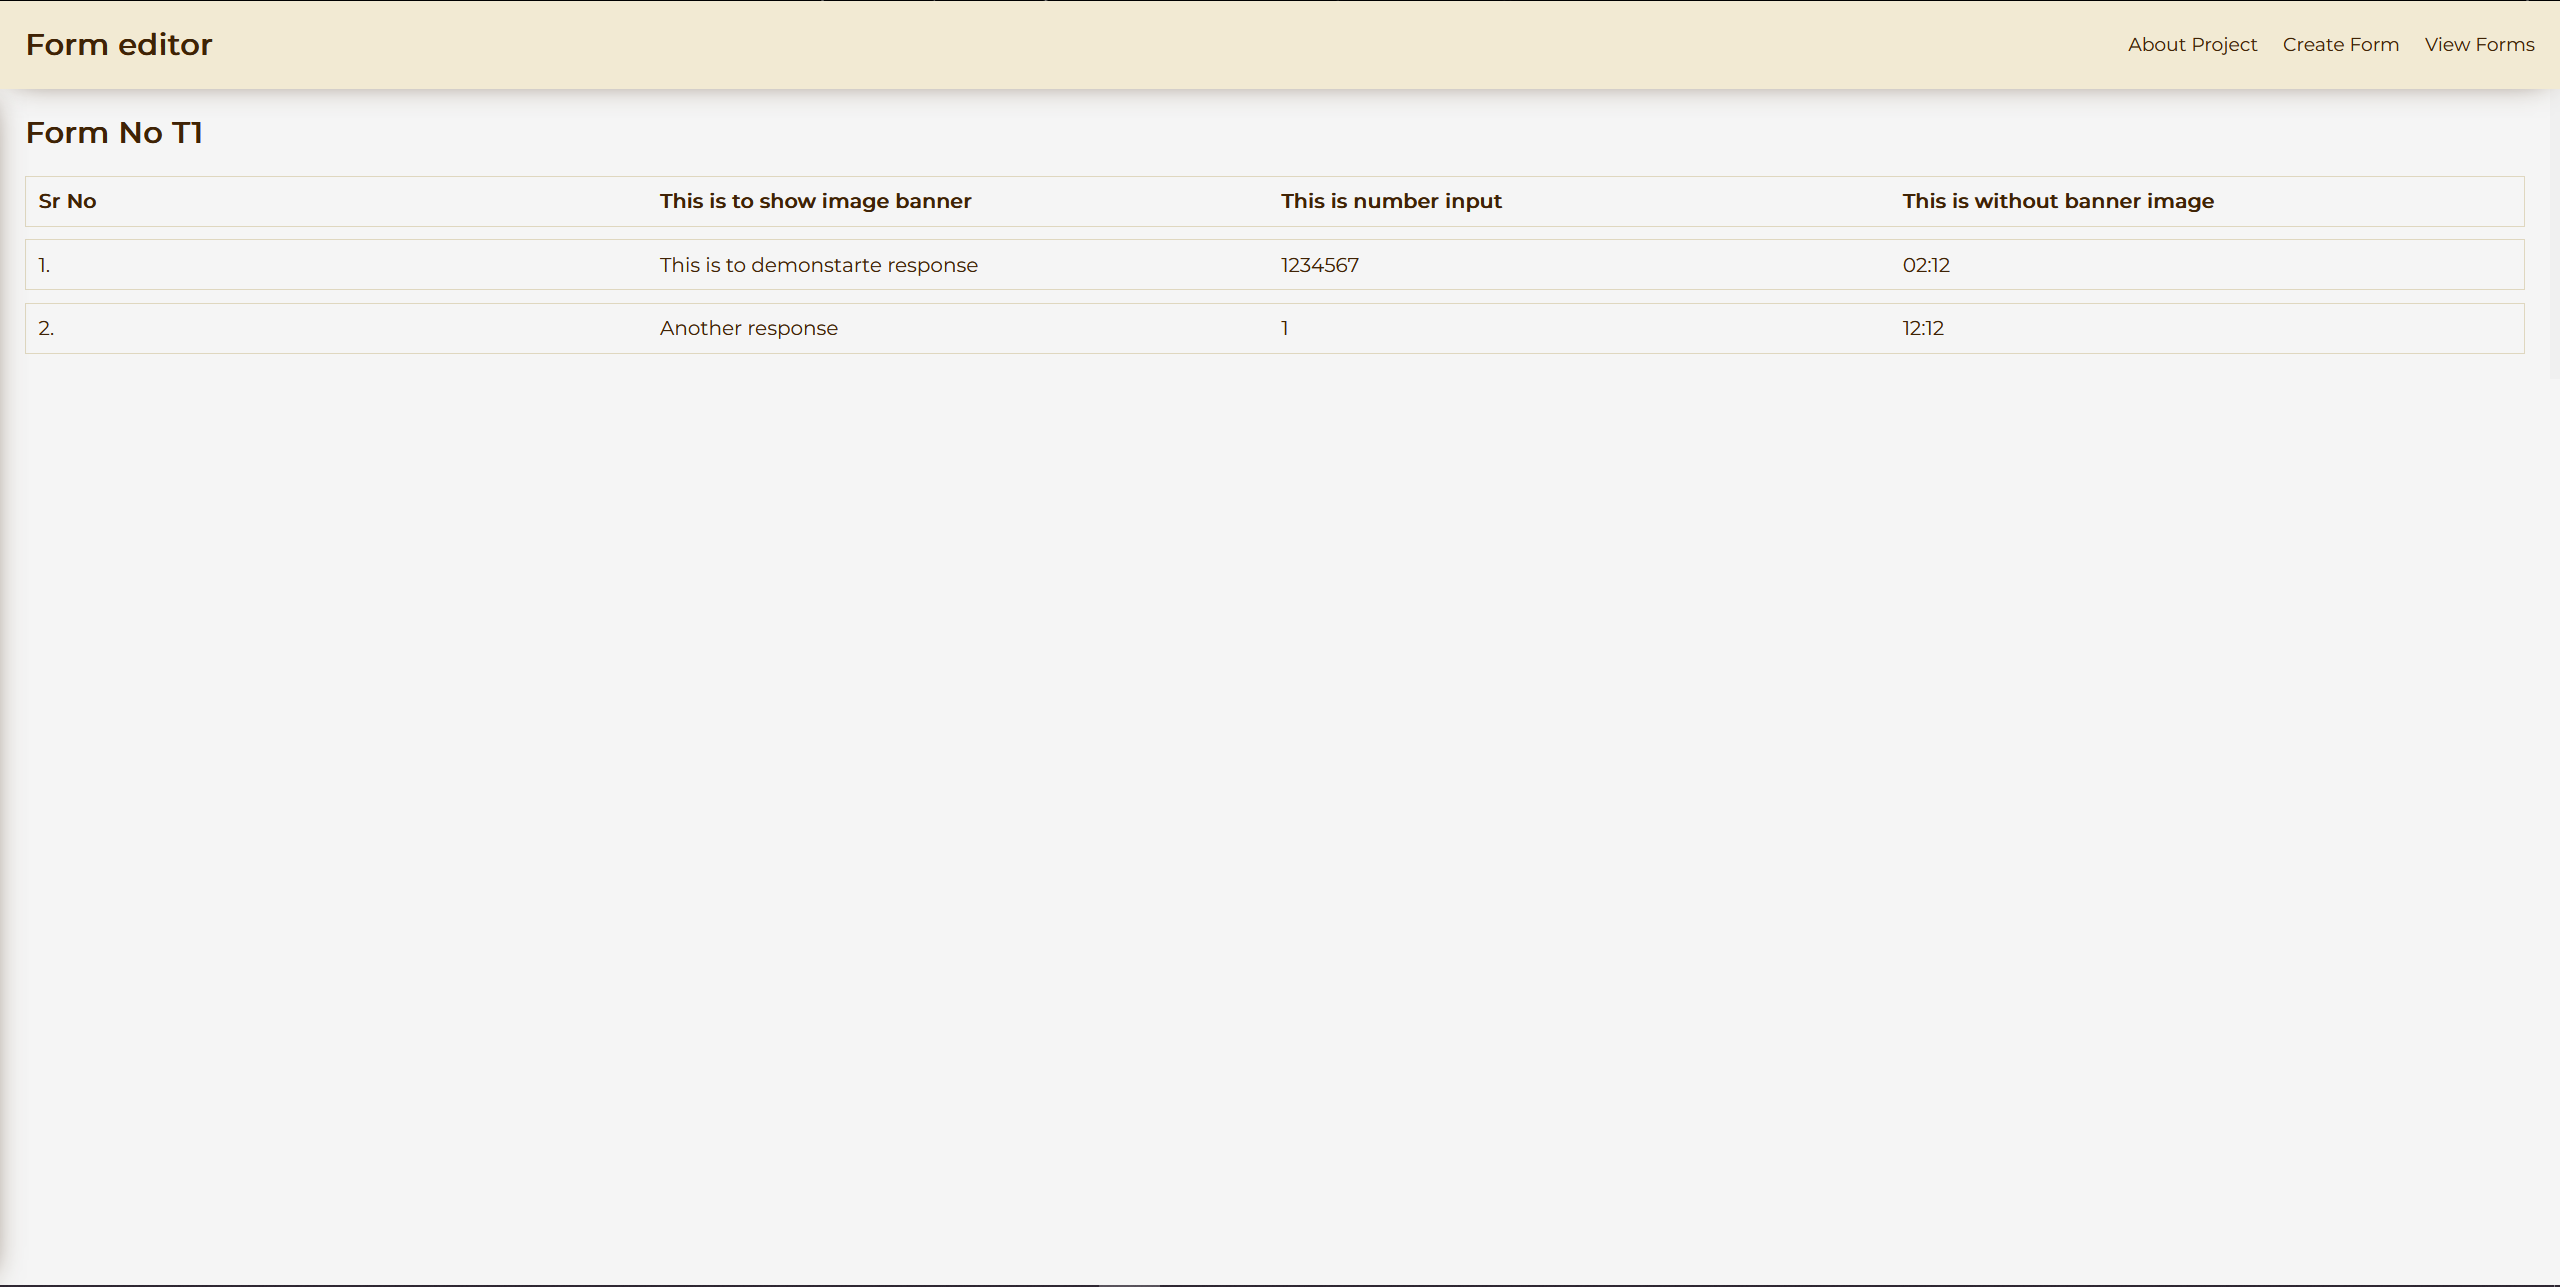 Form editor About Project Create Form View Forms
Form No T1
Sr No This is to show image banner This is number input This is without banner image
1. This is to demonstarte response 1234567 02:12
2. Another response 1 12:12